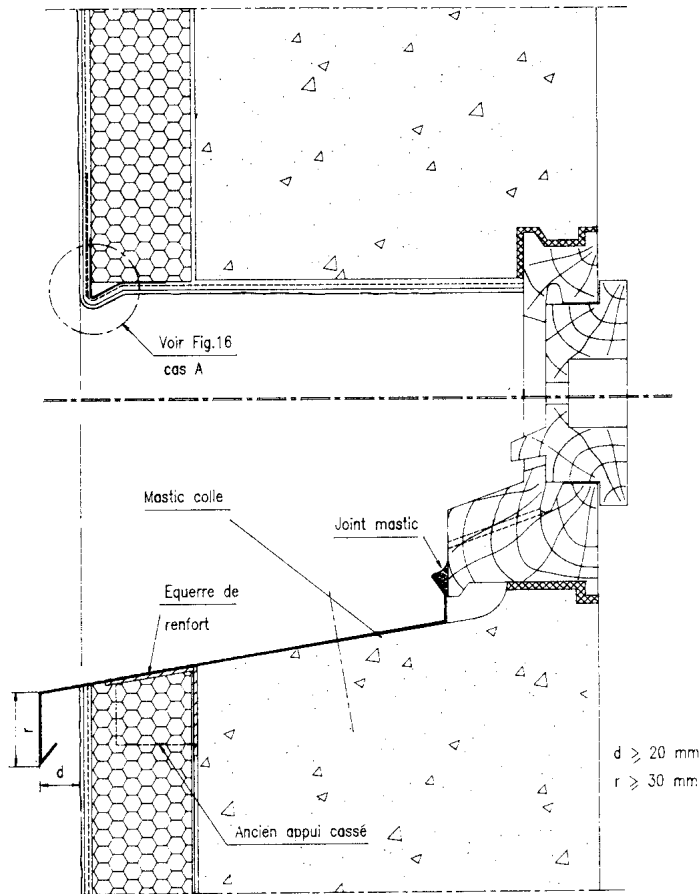 Voir Fig.16
cas A
Mastic colle
Joint mastic
Equerre de
renfort
r
d
d ⩾ 20 mm
r ⩾ 30 mm
Ancien appui cassé